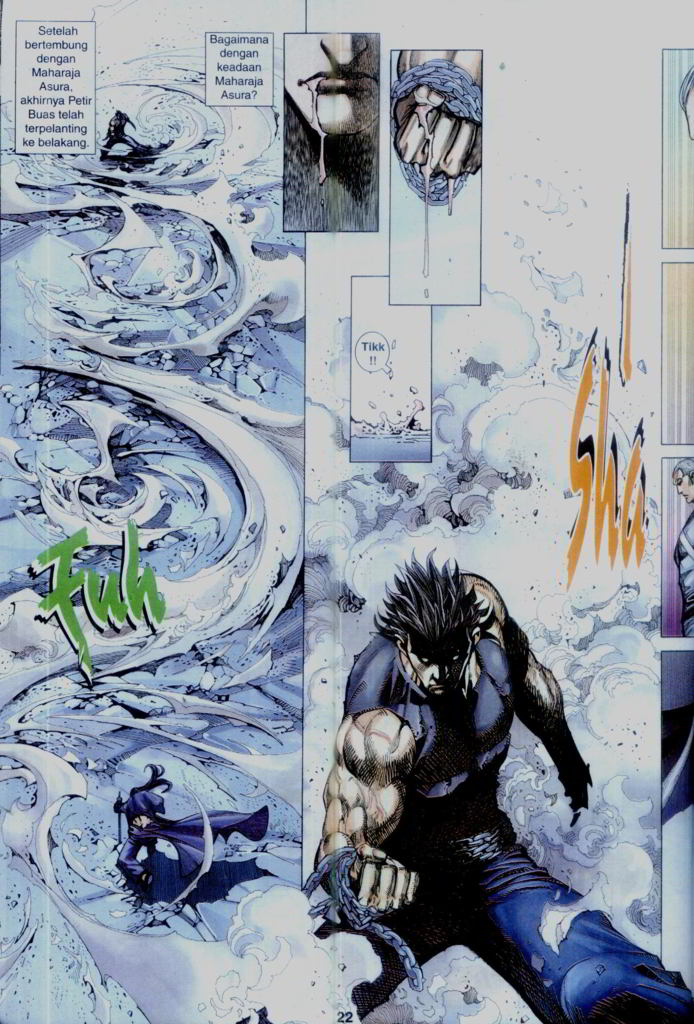 Setelah
bertembung
dengan
Maharaja
Asura,
akhirnya Petir
Buas telah
terpelanting
ke belakang.
Bagaimana
dengan
keadaan
Maharaja
Asura?
Tikk
!!
Sha
Fuh
22